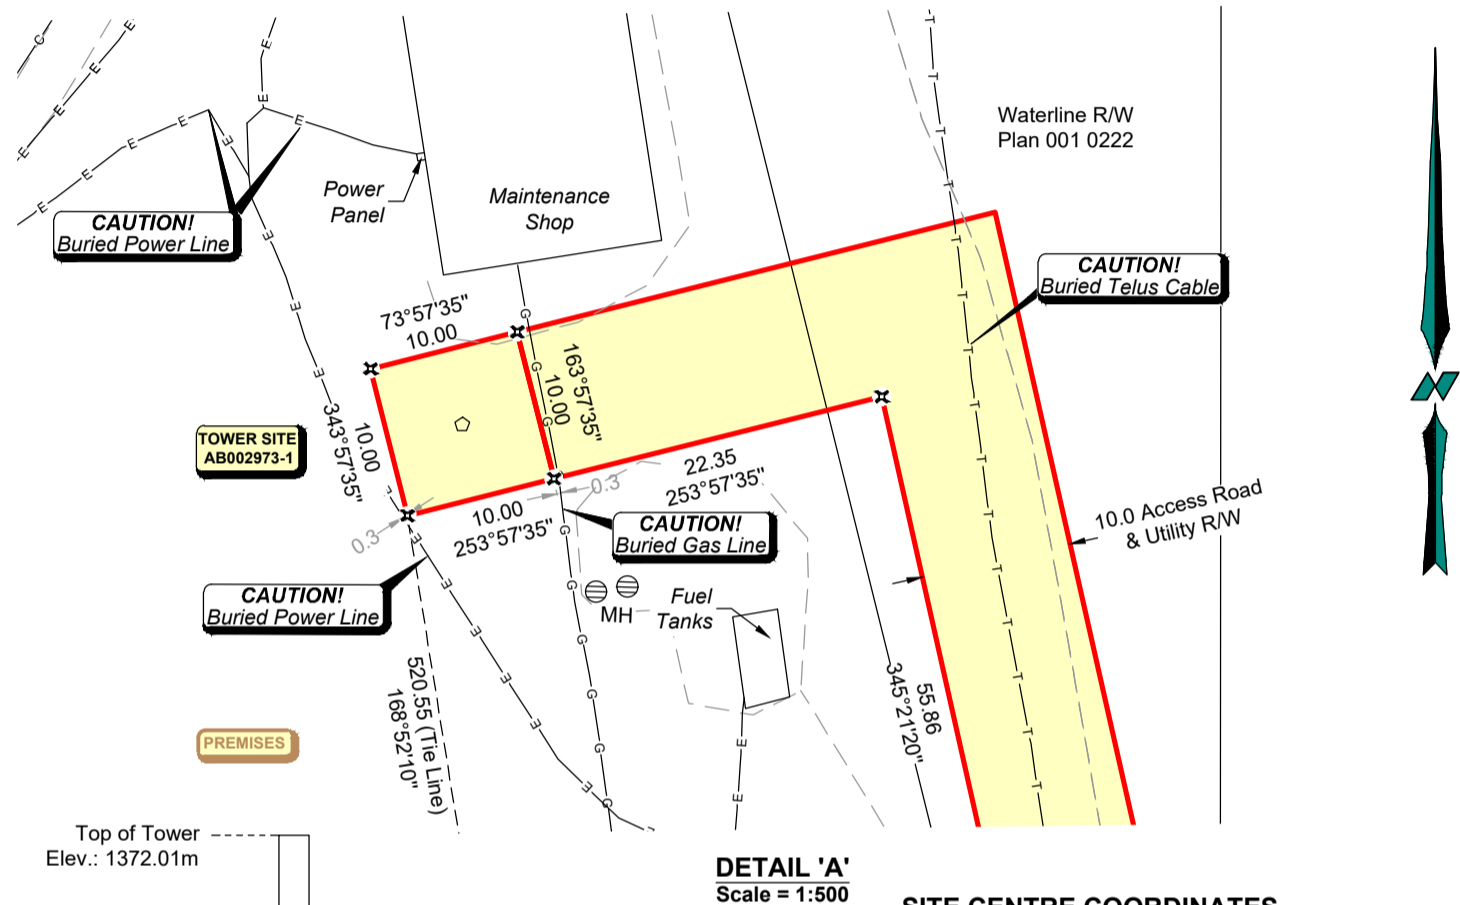 Waterline R/W
Plan 001 0222
Power
Panel
Maintenance
Shop
CAUTION!
Buried Power Line
CAUTION!
Buried Telus Cable
73°57'35"
10.00
163°57'35"
10.00
10.00
343°57'35"
TOWER SITE
AB002973-1
22.35
253°57'35"
0.3
0.3
10.00
253°57'35"
10.0 Access Road
& Utility R/W
CAUTION!
Buried Gas Line
CAUTION!
Buried Power Line
MH
Fuel
Tanks
520.55 (Tie Line)
168°52'10"
55.86
345°21'20"
PREMISES
Top of Tower
Elev.: 1372.01m
DETAIL 'A'
Scale = 1:500
SITE CENTRE COORDINATES